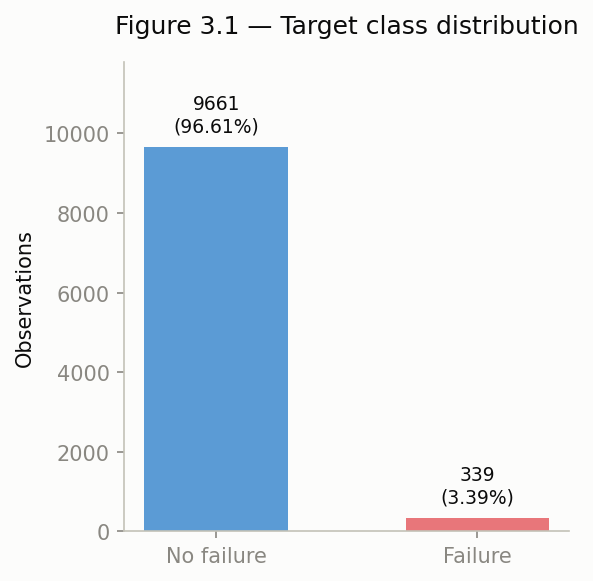 Figure 3.1 — Target class distribution
9661
(96.61%)
10000
8000
6000
4000
2000
0
Observations
339
(3.39%)
No failure
Failure